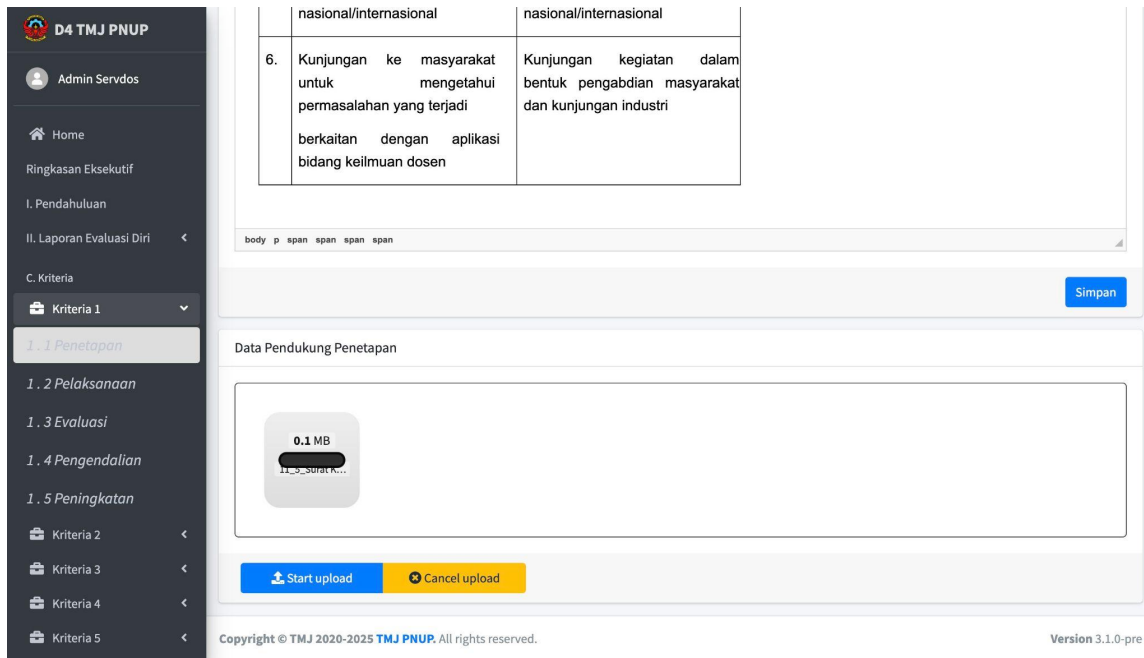 D4 TMJ PNUP
Admin Servdos
Home
Ringkasan Eksekutif
I. Pendahuluan
II. Laporan Evaluasi Diri
C. Kriteria
Kriteria 1
1 . 1 Penetapan
1 . 2 Pelaksanaan
1 . 3 Evaluasi
1 . 4 Pengendalian
1 . 5 Peningkatan
Kriteria 2
Kriteria 3
Kriteria 4
Kriteria 5
nasional/internasional
nasional/internasional
6.
Kunjungan ke masyarakat
untuk mengetahui
permasalahan yang terjadi
berkaitan dengan aplikasi
bidang keilmuan dosen
Kunjungan kegiatan dalam
bentuk pengabdian masyarakat
dan kunjungan industri
body p span span span span
Simpan
Data Pendukung Penetapan
0.1 MB
11_5_Surat K...
Start upload
Cancel upload
Copyright © TMJ 2020-2025 TMJ PNUP. All rights reserved.
Version 3.1.0-pre